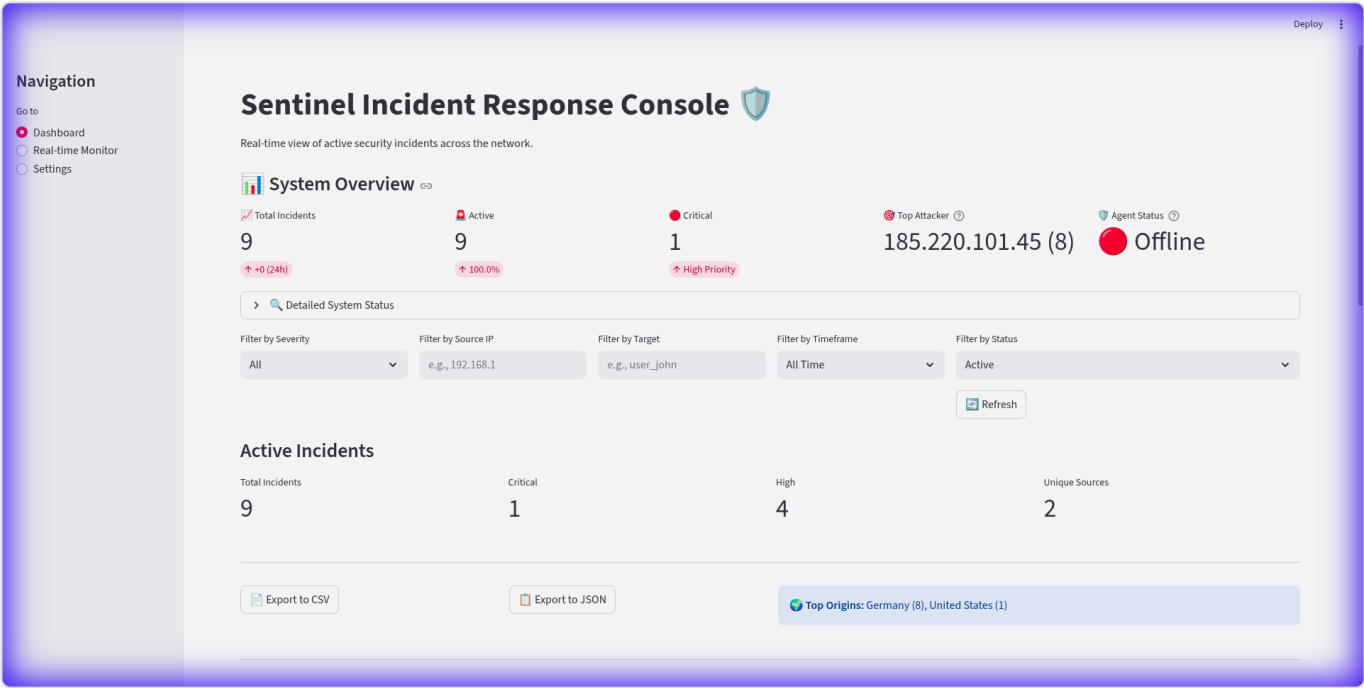 Deploy
Navigation
Go to
Dashboard
Real-time Monitor
Settings
Sentinel Incident Response Console 🛡️
Real-time view of active security incidents across the network.
📊 System Overview
📈 Total Incidents
9
↑ +0 (24h)
🚨 Active
9
↑ 100.0%
🔴 Critical
1
↑ High Priority
🎯 Top Attacker
185.220.101.45 (8)
🛡️ Agent Status
🔴 Offline
🔍 Detailed System Status
Filter by Severity
All
Filter by Source IP
e.g., 192.168.1
Filter by Target
e.g., user_john
Filter by Timeframe
All Time
Filter by Status
Active
🔄 Refresh
Active Incidents
Total Incidents
9
Critical
1
High
4
Unique Sources
2
📄 Export to CSV
📋 Export to JSON
🌍 Top Origins: Germany (8), United States (1)